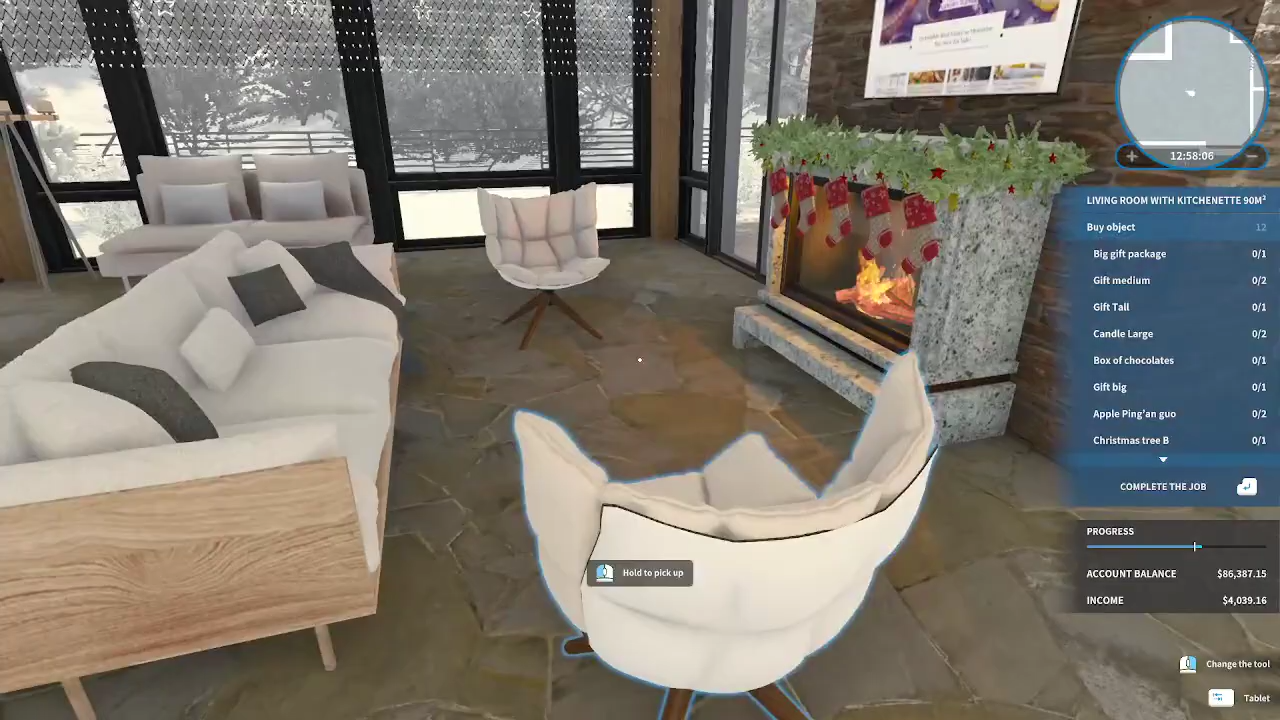 12:58:06
LIVING ROOM WITH KITCHENETTE 90M²
Buy object 12
Big gift package 0/1
Gift medium 0/2
Gift Tall 0/1
Candle Large 0/2
Box of chocolates 0/1
Gift big 0/1
Apple Ping'an guo 0/2
Christmas tree B 0/1
COMPLETE THE JOB
Hold to pick up
PROGRESS
ACCOUNT BALANCE $86,387.15
INCOME $4,039.16
Change the tool
Tablet